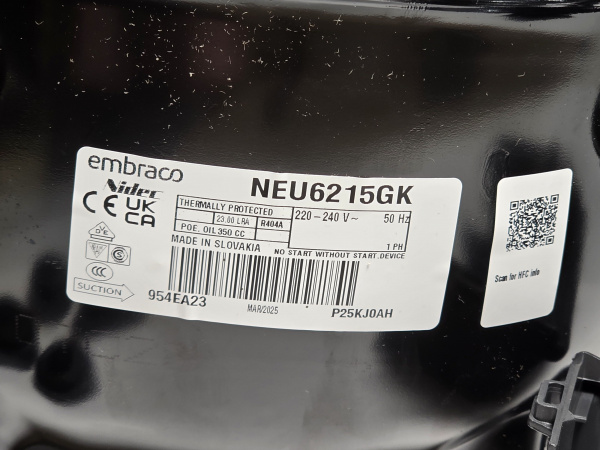 embraco
Nidec
NEU6215GK
CE UK CA
THERMALLY PROTECTED
23.00 LRA R404A
POE. OIL 350 CC
220-240 V~ 50 Hz
1 PH
MADE IN SLOVAKIA
NO START WITHOUT START.DEVICE
CCC
SUCTION
954EA23
MAR/2025
P25KJ0AH
Scan for HFC info